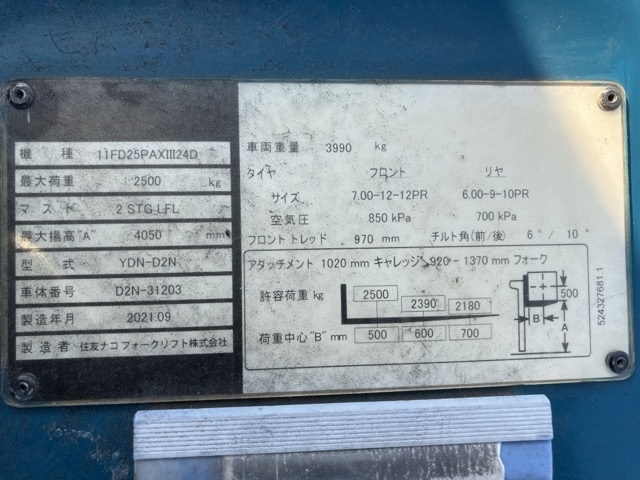 機 種 11FD25PAXIII24D
最大荷重 2500 kg
マ ス ト 2 STG LFL
最大揚高"A" 4050 mm
型 式 YDN-D2N
車体番号 D2N-31203
製造年月 2021.09
製 造 者 住友ナコ フォークリフト株式会社
車両重量 3990 kg
タイヤ フロント リヤ
サイズ 7.00-12-12PR 6.00-9-10PR
空気圧 850 kPa 700 kPa
フロント トレッド 970 mm チルト角(前/後) 6°/ 10°
アタッチメント 1020 mm キャレッジ 920 - 1370 mm フォーク
許容荷重 kg 2500 2390 2180
荷重中心"B" mm 500 600 700
500
B
A
524327681 1